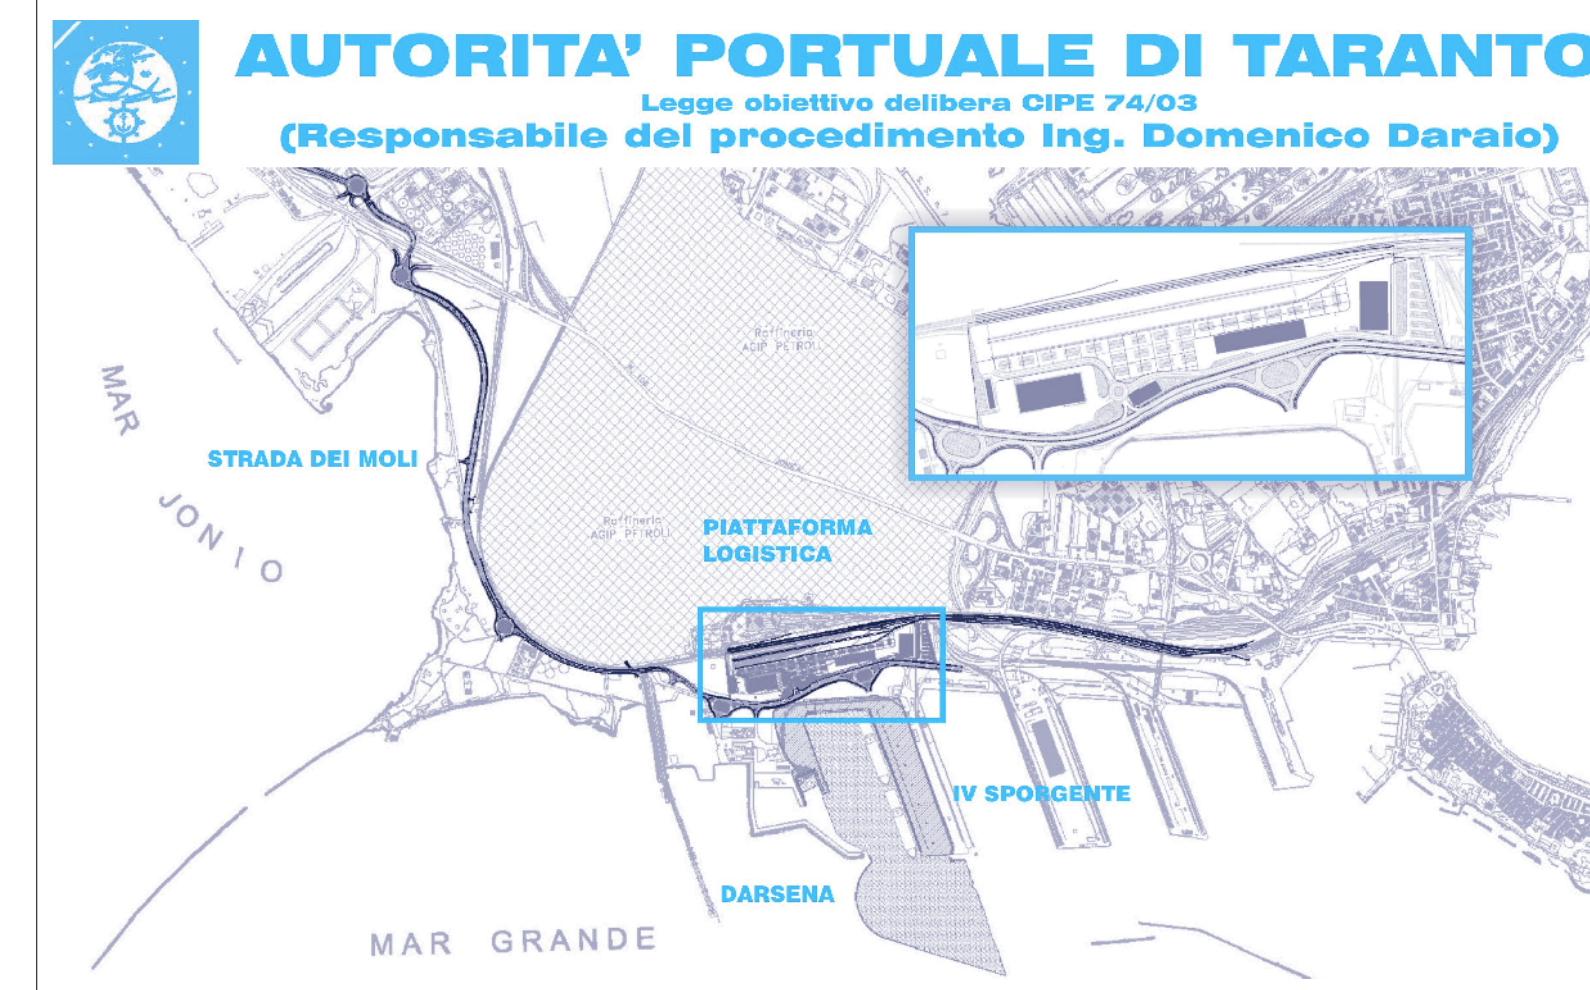 AUTORITA' PORTUALE DI TARANTO
Legge obiettivo delibera CIPE 74/03
(Responsabile del procedimento Ing. Domenico Daraio)
Raffineria
AGIP PETROLI
MAR
JONIO
STRADA DEI MOLI
Raffineria
AGIP PETROLI
PIATTAFORMA
LOGISTICA
IV SPORGENTE
DARSENA
MAR GRANDE